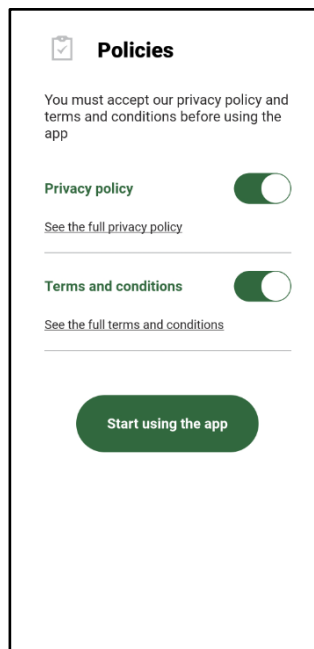 Policies
You must accept our privacy policy and
terms and conditions before using the
app
Privacy policy
See the full privacy policy
Terms and conditions
See the full terms and conditions
Start using the app